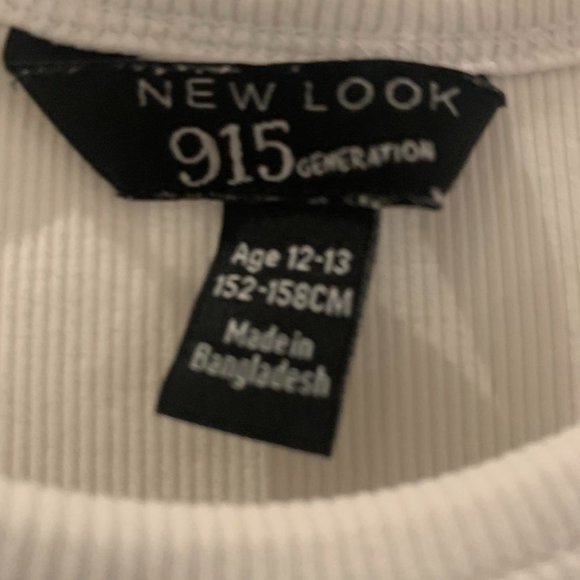 NEW LOOK
915 GENERATION
Age 12-13
152-158CM
Made in
Bangladesh